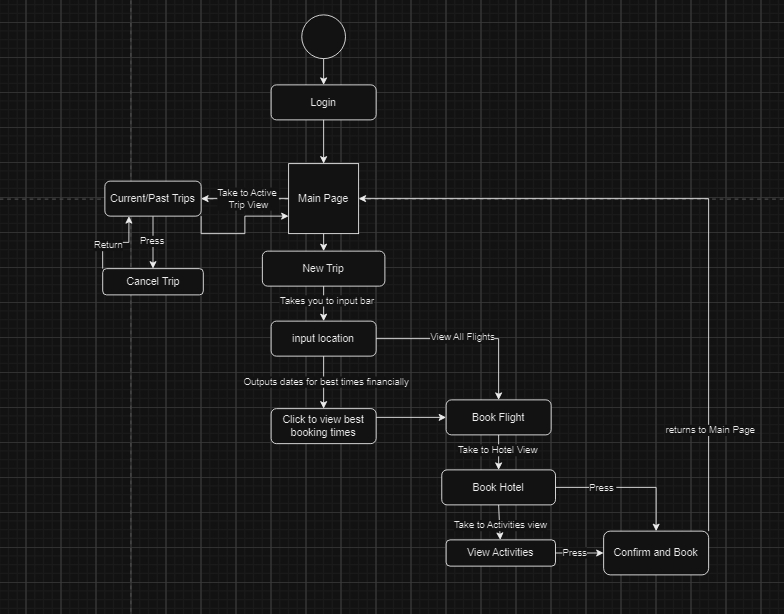 Login
Current/Past Trips
Take to Active
Trip View
Main Page
Return
Press
Cancel Trip
New Trip
Takes you to input bar
input location
View All Flights
Outputs dates for best times financially
Click to view best
booking times
Book Flight
returns to Main Page
Take to Hotel View
Book Hotel
Press
Take to Activities view
View Activities
Press
Confirm and Book